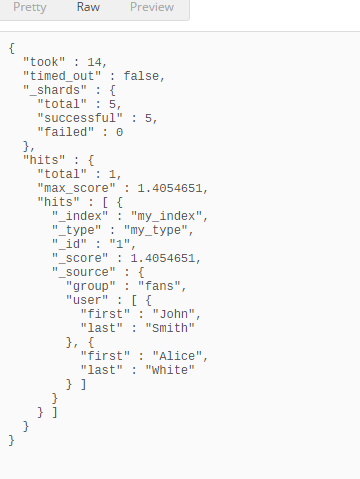 Pretty Raw Preview
{
  "took" : 14,
  "timed_out" : false,
  "_shards" : {
    "total" : 5,
    "successful" : 5,
    "failed" : 0
  },
  "hits" : {
    "total" : 1,
    "max_score" : 1.4054651,
    "hits" : [ {
      "_index" : "my_index",
      "_type" : "my_type",
      "_id" : "1",
      "_score" : 1.4054651,
      "_source" : {
        "group" : "fans",
        "user" : [ {
          "first" : "John",
          "last" : "Smith"
        }, {
          "first" : "Alice",
          "last" : "White"
        } ]
      }
    } ]
  }
}